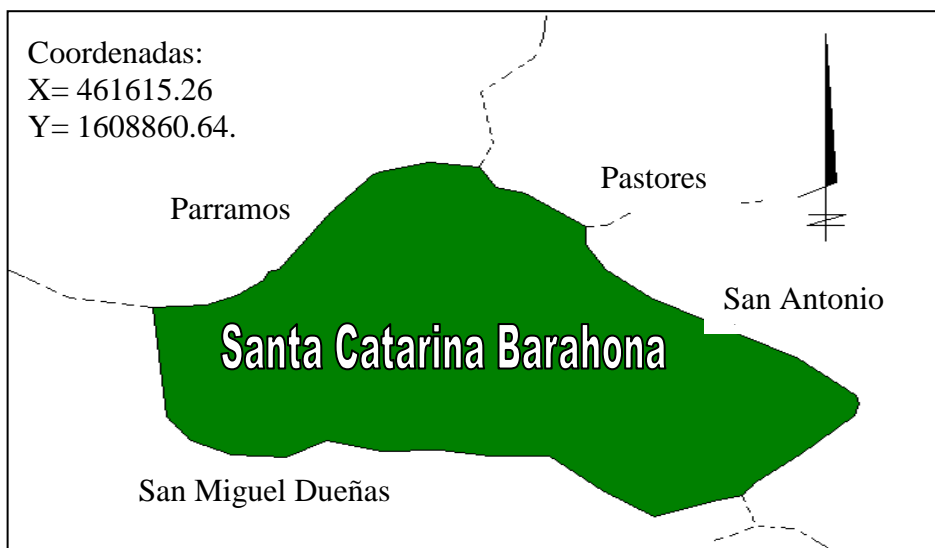 Coordenadas:
X= 461615.26
Y= 1608860.64.
Pastores
Parramos
N
San Antonio
Santa Catarina Barahona
San Miguel Dueñas